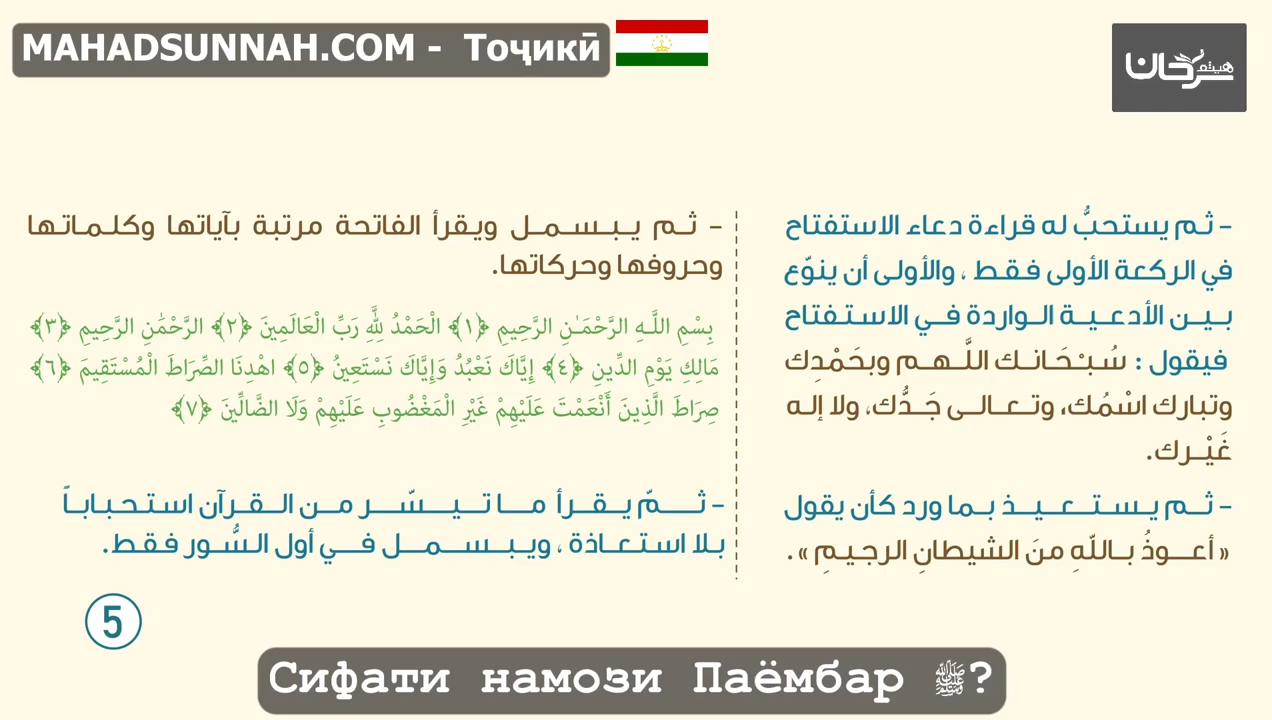 MAHADSUNNAH.COM - Тоҷикӣ
هيثم سرحان
- ثم يستحبُّ له قراءة دعاء الاستفتاح
في الركعة الأولى فقط ، والأولى أن ينوّع
بين الأدعية الواردة في الاستفتاح
فيقول : سُبْحَانك اللَّهم وبحَمْدِك
وتبارك اسْمُك، وتعالى جَدُّك، ولا إله
غَيْرك.
- ثم يستعيذ بما ورد كأن يقول
« أعوذُ باللّهِ منَ الشيطانِ الرجيمِ ».
- ثم يبسمل ويقرأ الفاتحة مرتبة بآياتها وكلماتها
وحروفها وحركاتها.
بِسْمِ اللَّـهِ الرَّحْمَـٰنِ الرَّحِيمِ ﴿١﴾ الْحَمْدُ لِلَّهِ رَبِّ الْعَالَمِينَ ﴿٢﴾ الرَّحْمَٰنِ الرَّحِيمِ ﴿٣﴾
مَالِكِ يَوْمِ الدِّينِ ﴿٤﴾ إِيَّاكَ نَعْبُدُ وَإِيَّاكَ نَسْتَعِينُ ﴿٥﴾ اهْدِنَا الصِّرَاطَ الْمُسْتَقِيمَ ﴿٦﴾
صِرَاطَ الَّذِينَ أَنْعَمْتَ عَلَيْهِمْ غَيْرِ الْمَغْضُوبِ عَلَيْهِمْ وَلَا الضَّالِّينَ ﴿٧﴾
- ثمّ يقرأ ما تيسّر من القرآن استحباباً
بلا استعاذة ، ويبسمل في أول السُّور فقط.
5
Сифати намози Паёмбар ﷺ?